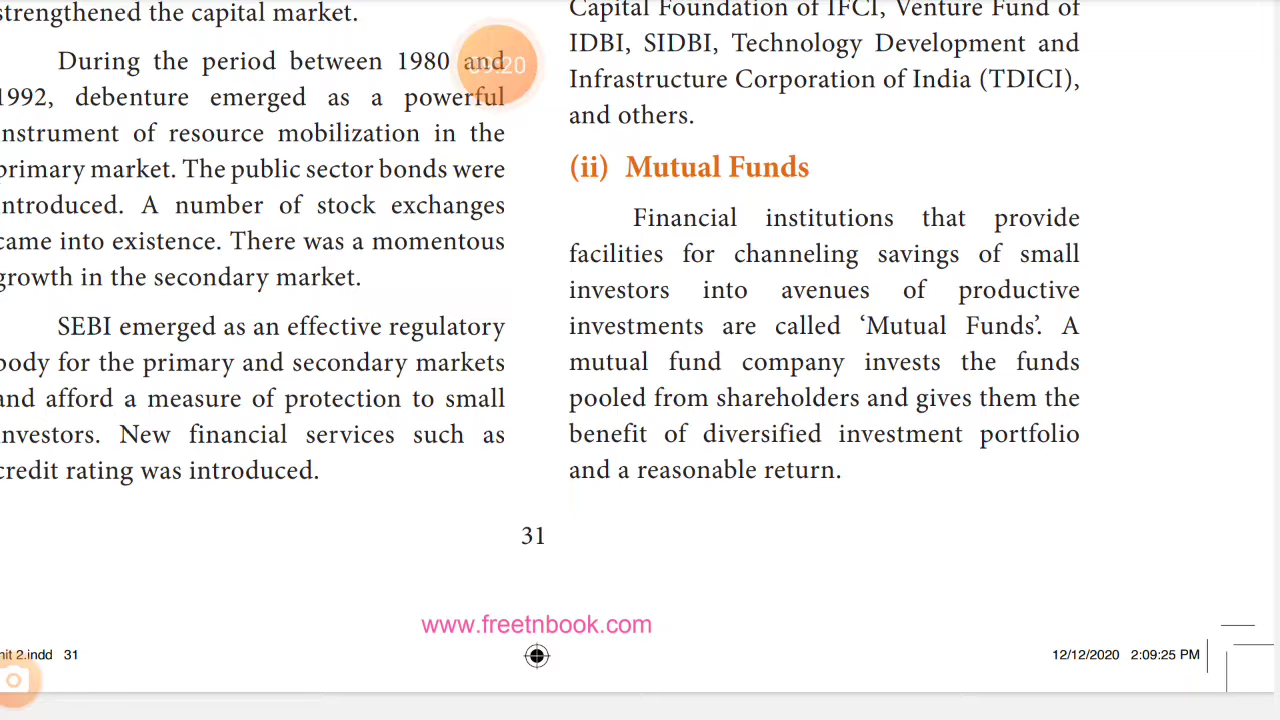 strengthened the capital market.
During the period between 1980 and
1992, debenture emerged as a powerful
instrument of resource mobilization in the
primary market. The public sector bonds were
introduced. A number of stock exchanges
came into existence. There was a momentous
growth in the secondary market.
SEBI emerged as an effective regulatory
body for the primary and secondary markets
and afford a measure of protection to small
investors. New financial services such as
credit rating was introduced.
Capital Foundation of IFCI, Venture Fund of
IDBI, SIDBI, Technology Development and
Infrastructure Corporation of India (TDICI),
and others.
(ii) Mutual Funds
Financial institutions that provide
facilities for channeling savings of small
investors into avenues of productive
investments are called ‘Mutual Funds’. A
mutual fund company invests the funds
pooled from shareholders and gives them the
benefit of diversified investment portfolio
and a reasonable return.
31
www.freetnbook.com
nit 2.indd 31
12/12/2020 2:09:25 PM